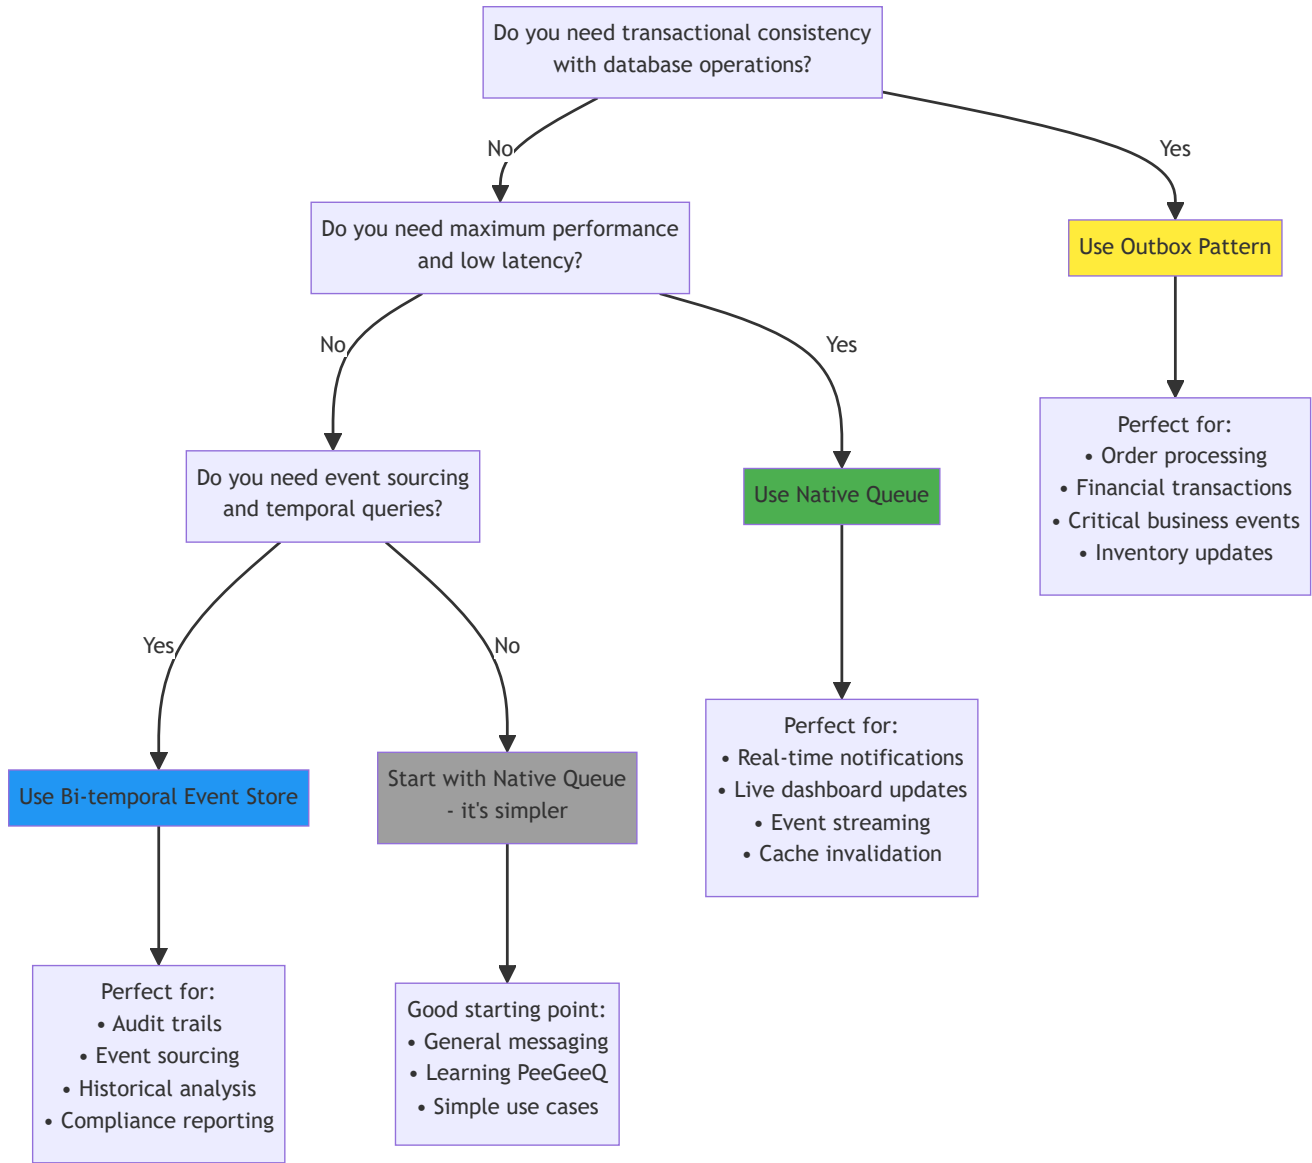 Do you need transactional consistency
with database operations?
No
Yes
Do you need maximum performance
and low latency?
Use Outbox Pattern
No
Yes
Perfect for:
• Order processing
• Financial transactions
• Critical business events
• Inventory updates
Do you need event sourcing
and temporal queries?
Use Native Queue
Yes
No
Perfect for:
• Real-time notifications
• Live dashboard updates
• Event streaming
• Cache invalidation
Use Bi-temporal Event Store
Start with Native Queue
- it's simpler
Perfect for:
• Audit trails
• Event sourcing
• Historical analysis
• Compliance reporting
Good starting point:
• General messaging
• Learning PeeGeeQ
• Simple use cases